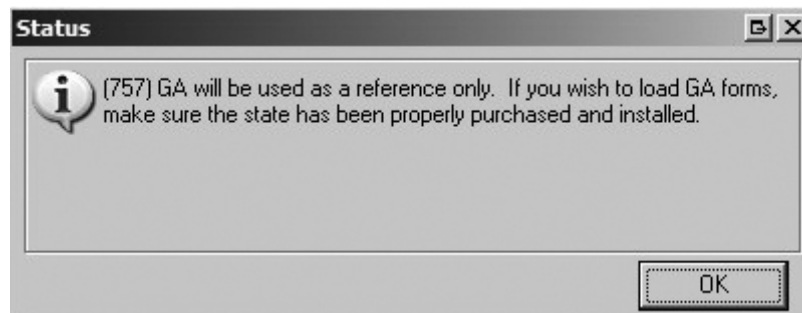 Status
(757) GA will be used as a reference only.  If you wish to load GA forms,
make sure the state has been properly purchased and installed.
OK